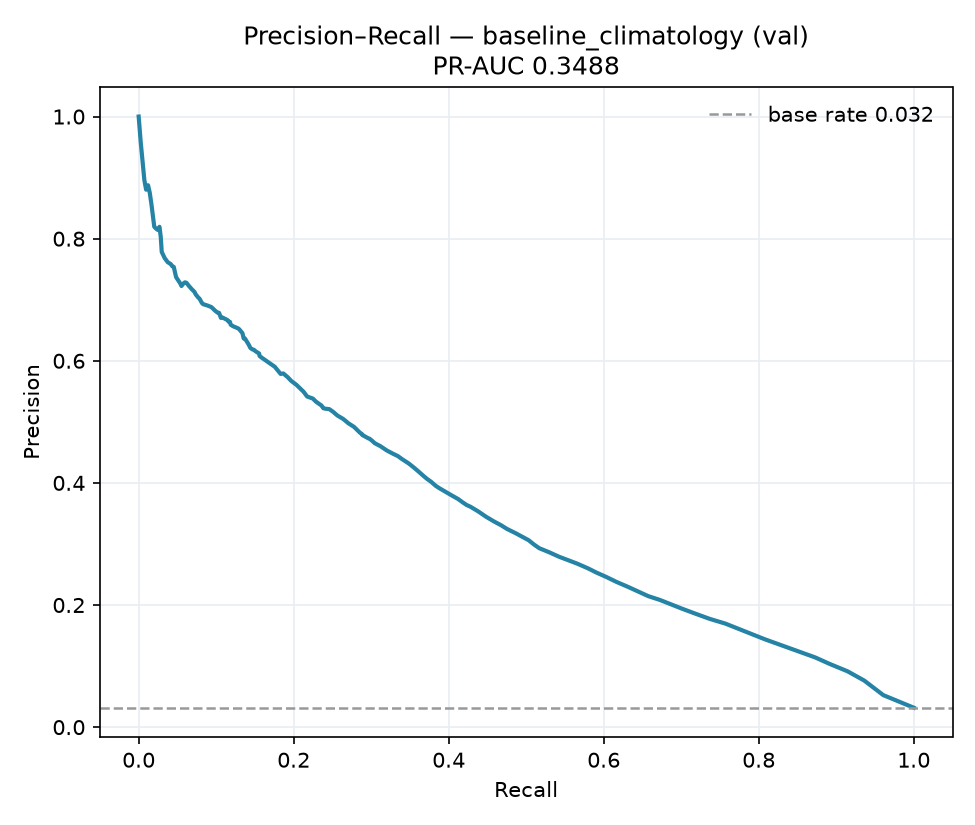 Precision–Recall — baseline_climatology (val)
PR-AUC 0.3488
base rate 0.032
1.0
0.8
0.6
0.4
0.2
0.0
Precision
0.0 0.2 0.4 0.6 0.8 1.0
Recall